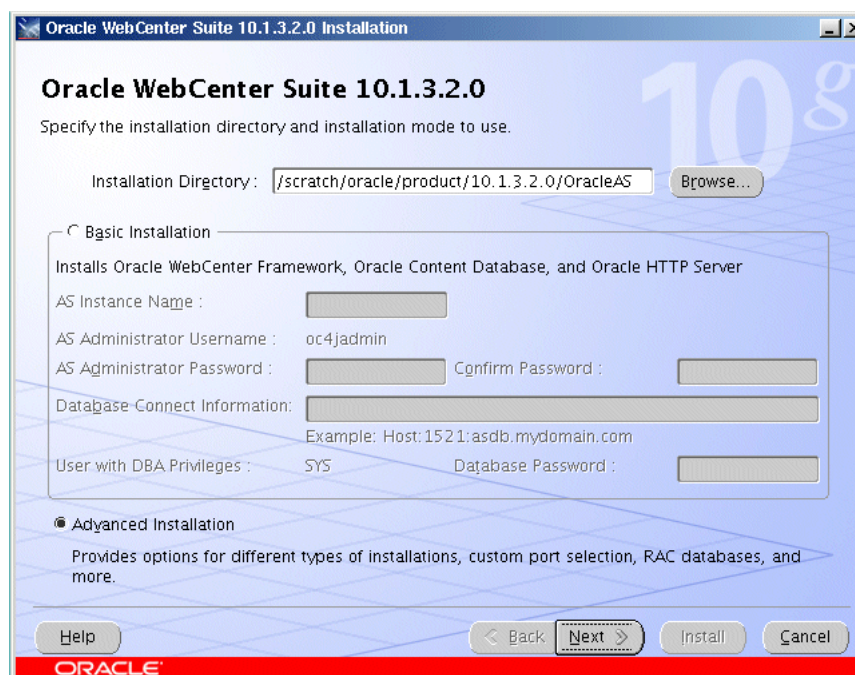 Oracle WebCenter Suite 10.1.3.2.0 Installation
10g
Oracle WebCenter Suite 10.1.3.2.0
Specify the installation directory and installation mode to use.
Installation Directory : /scratch/oracle/product/10.1.3.2.0/OracleAS Browse...
Basic Installation
Installs Oracle WebCenter Framework, Oracle Content Database, and Oracle HTTP Server
AS Instance Name :
AS Administrator Username : oc4jadmin
AS Administrator Password : Confirm Password :
Database Connect Information:
Example: Host:1521:asdb.mydomain.com
User with DBA Privileges : SYS Database Password :
Advanced Installation
Provides options for different types of installations, custom port selection, RAC databases, and
more.
Help Back Next Install Cancel
ORACLE